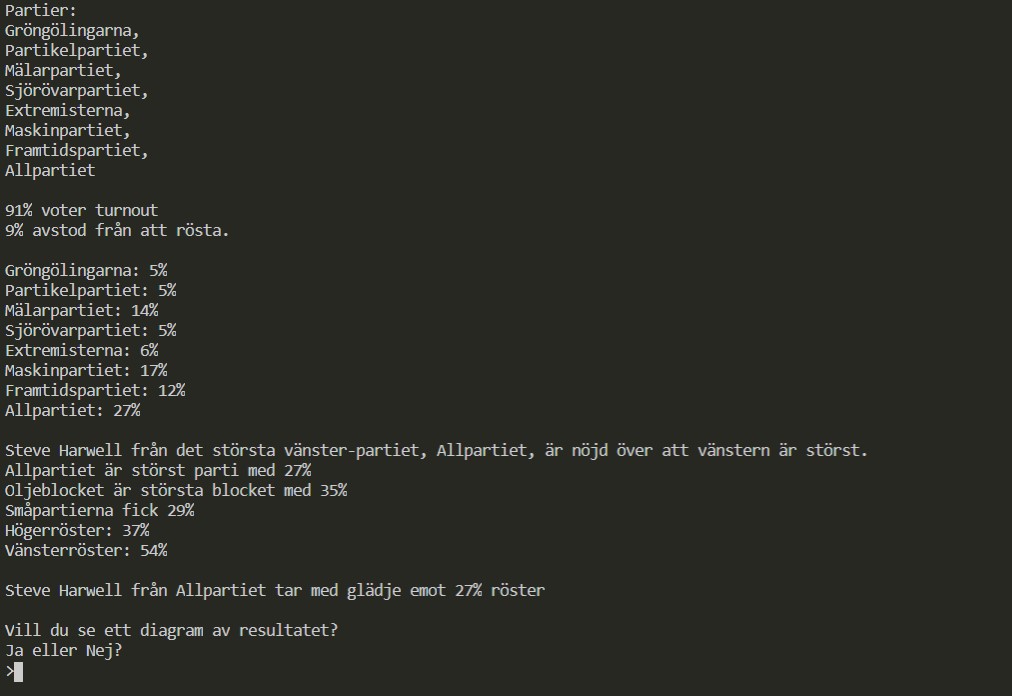 Partier:
Gröngölingarna,
Partikelpartiet,
Mälarpartiet,
Sjörövarpartiet,
Extremisterna,
Maskinpartiet,
Framtidspartiet,
Allpartiet
91% voter turnout
9% avstod från att rösta.
Gröngölingarna: 5%
Partikelpartiet: 5%
Mälarpartiet: 14%
Sjörövarpartiet: 5%
Extremisterna: 6%
Maskinpartiet: 17%
Framtidspartiet: 12%
Allpartiet: 27%
Steve Harwell från det största vänster-partiet, Allpartiet, är nöjd över att vänstern är störst.
Allpartiet är störst parti med 27%
Oljeblocket är största blocket med 35%
Småpartierna fick 29%
Högerröster: 37%
Vänsterröster: 54%
Steve Harwell från Allpartiet tar med glädje emot 27% röster
Vill du se ett diagram av resultatet?
Ja eller Nej?
>